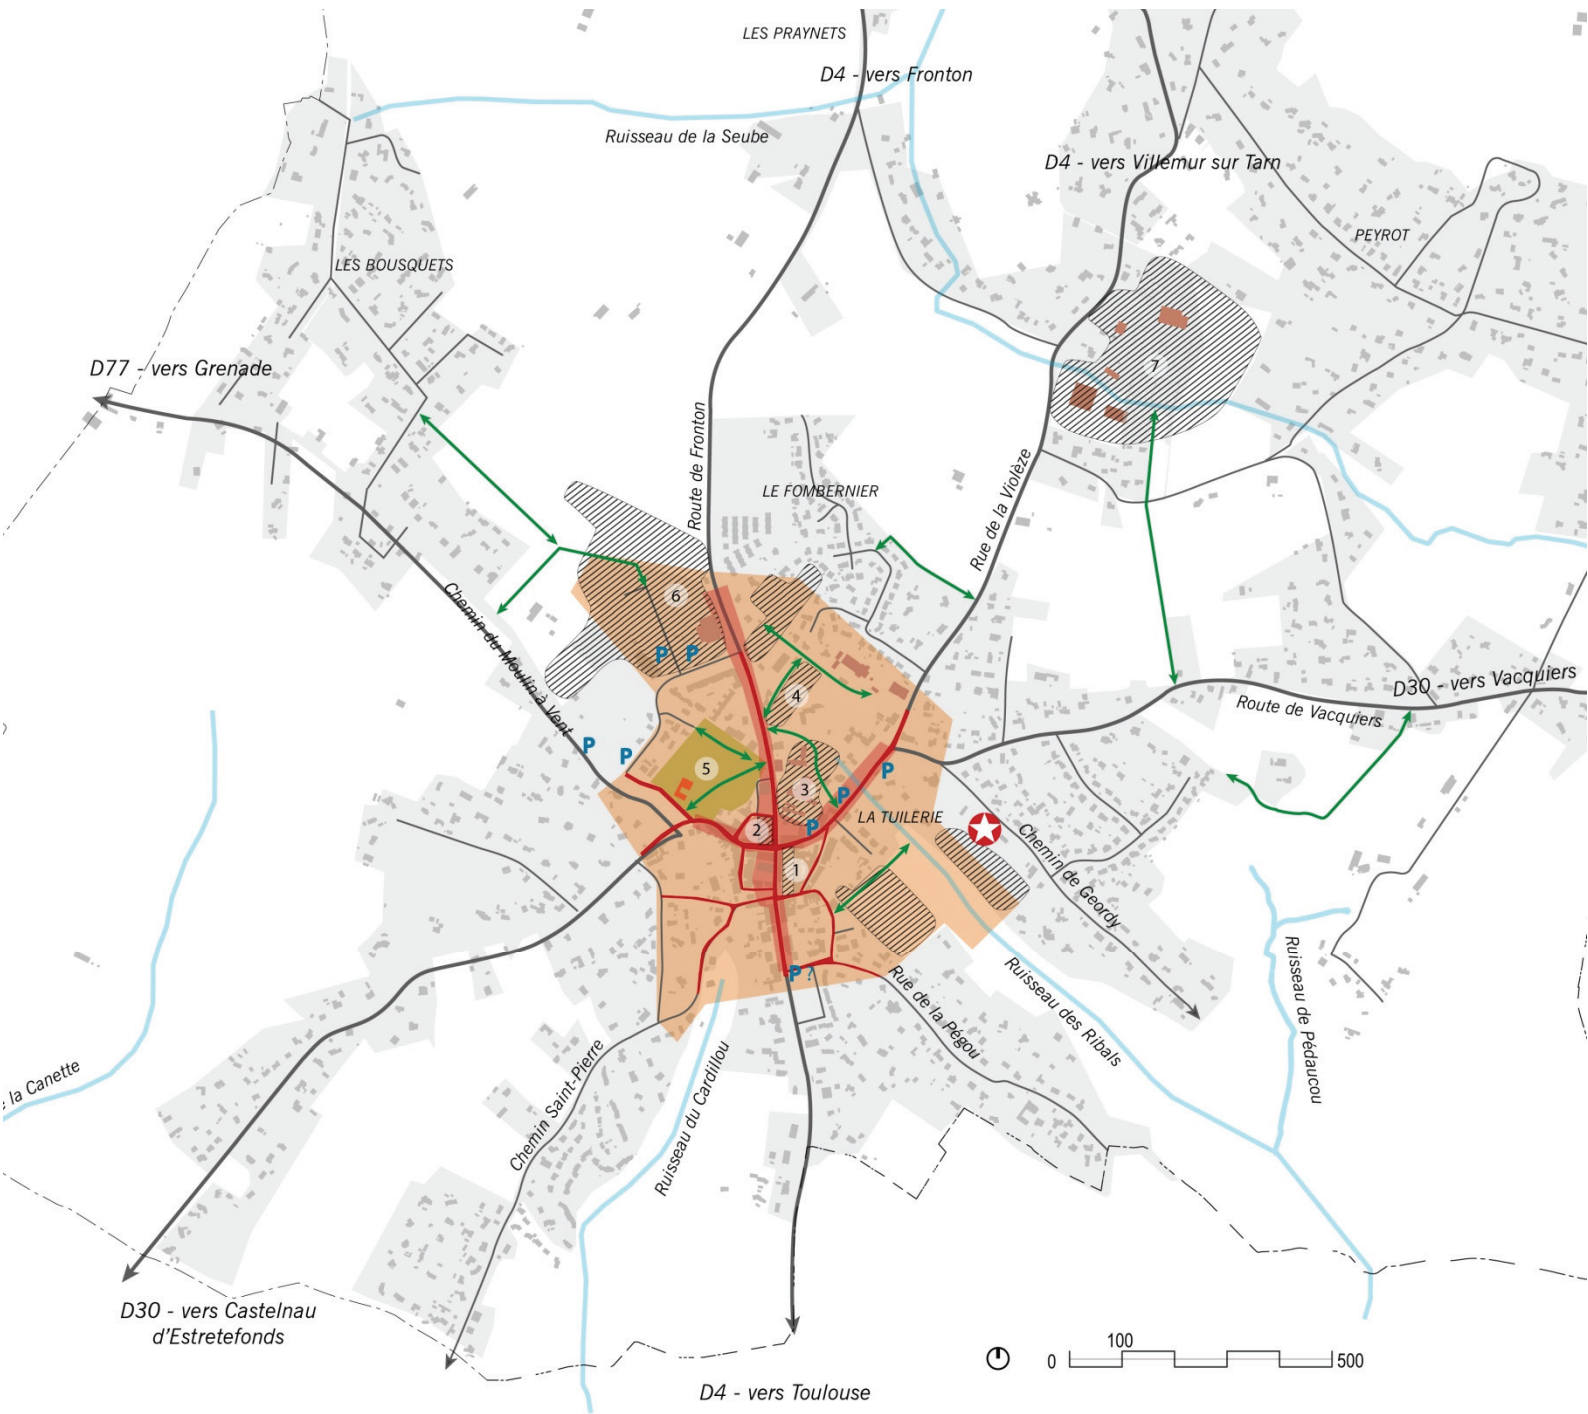 LES PRAYNETS
D4 - vers Fronton
Ruisseau de la Seube
D4 - vers Villemur sur Tarn
PEYROT
LES BOUSQUETS
D77 - vers Grenade
7
Route de Fronton
LE FOMBERNIER
Rue de la Violèze
Chemin du Moulin à Vent
6
P P
4
D30 - vers Vacquiers
Route de Vacquiers
P
P
5
P
3
P
LA TUILERIE
2
P
1
Chemin de Geordy
P ?
Rue de la Pégou
Ruisseau des Ribals
Ruisseau de Pédaucou
la Canette
Chemin Saint-Pierre
Ruisseau du Cardillou
D30 - vers Castelnau
d'Estretefonds
D4 - vers Toulouse
0
100
500